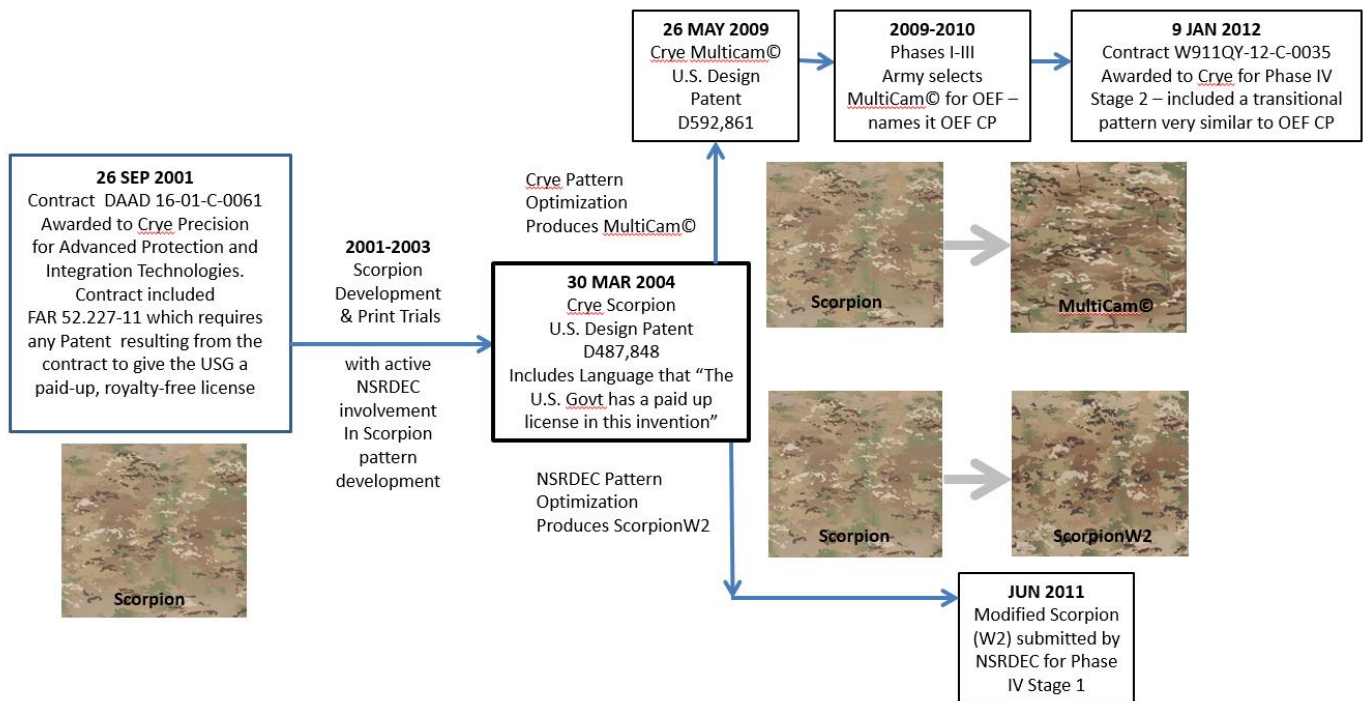 26 SEP 2001
Contract  DAAD 16-01-C-0061
Awarded to Crye Precision
for Advanced Protection and
Integration Technologies.
Contract included
FAR 52.227-11 which requires
any Patent  resulting from the
contract to give the USG a
paid-up, royalty-free license
Scorpion
2001-2003
Scorpion
Development
& Print Trials
with active
NSRDEC
involvement
In Scorpion
pattern
development
30 MAR 2004
Crye Scorpion
U.S. Design Patent
D487,848
Includes Language that “The
U.S. Govt has a paid up
license in this invention”
Crye Pattern
Optimization
Produces MultiCam©
26 MAY 2009
Crye Multicam©
U.S. Design
Patent
D592,861
2009-2010
Phases I-III
Army selects
MultiCam© for OEF –
names it OEF CP
9 JAN 2012
Contract W911QY-12-C-0035
Awarded to Crye for Phase IV
Stage 2 – included a transitional
pattern very similar to OEF CP
Scorpion
MultiCam©
NSRDEC Pattern
Optimization
Produces ScorpionW2
Scorpion
ScorpionW2
JUN 2011
Modified Scorpion
(W2) submitted by
NSRDEC for Phase
IV Stage 1